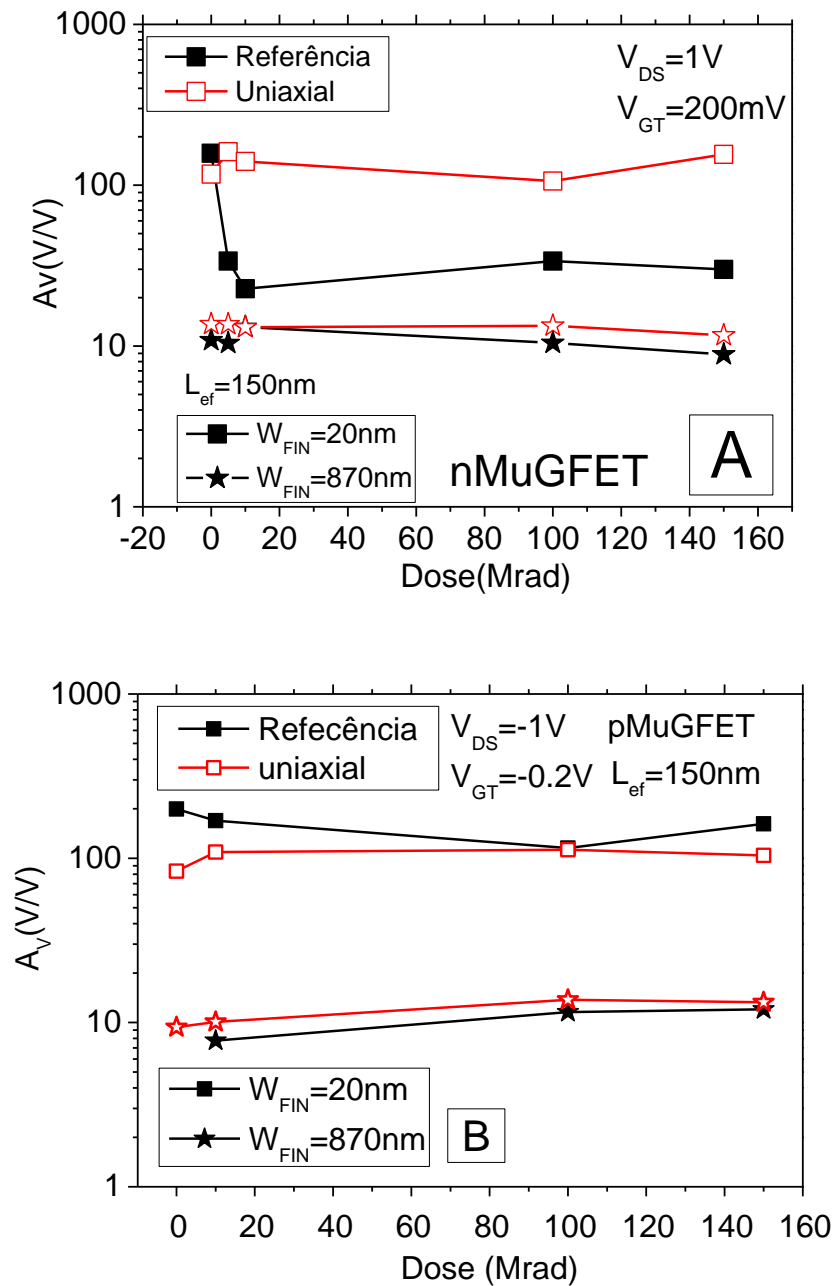 1000
100
10
1
Av(V/V)
Referência
Uniaxial
V_DS=1V
V_GT=200mV
L_ef=150nm
W_FIN=20nm
W_FIN=870nm
nMuGFET
A
-20 0 20 40 60 80 100 120 140 160
Dose(Mrad)
1000
100
10
1
A_V(V/V)
Refecência
uniaxial
V_DS=-1V pMuGFET
V_GT=-0.2V L_ef=150nm
W_FIN=20nm
W_FIN=870nm
B
0 20 40 60 80 100 120 140 160
Dose (Mrad)